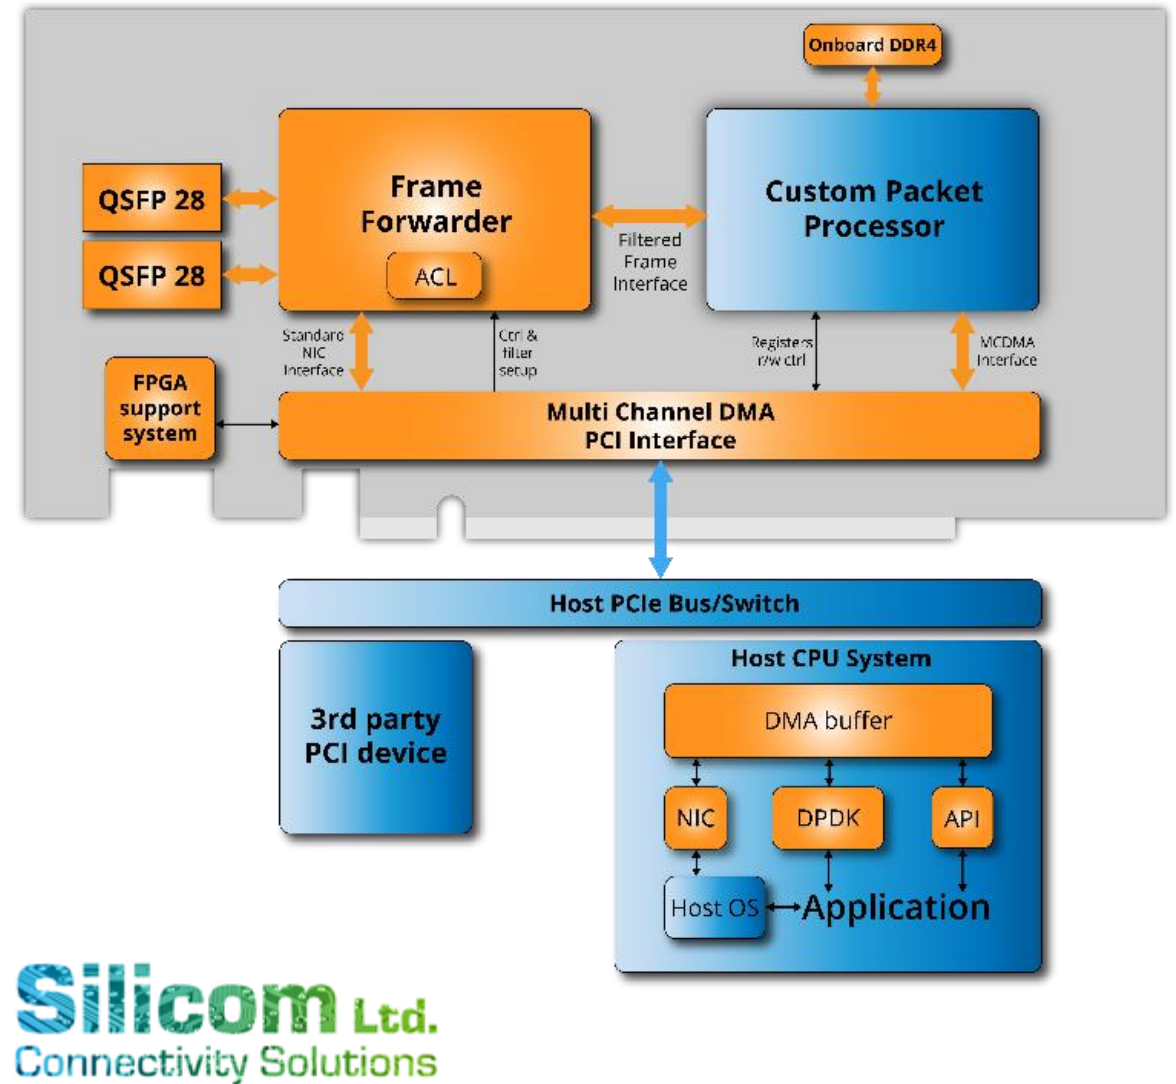 Onboard DDR4
Frame
Forwarder
ACL
Custom Packet
Processor
QSFP 28
QSFP 28
Filtered
Frame
Interface
Standard
NIC
Interface
Ctrl &
filter
setup
Registers
r/w ctrl
MCDMA
Interface
FPGA
support
system
Multi Channel DMA
PCI Interface
Host PCIe Bus/Switch
3rd party
PCI device
Host CPU System
DMA buffer
NIC
DPDK
API
Host OS
Application
Silicom Ltd.
Connectivity Solutions